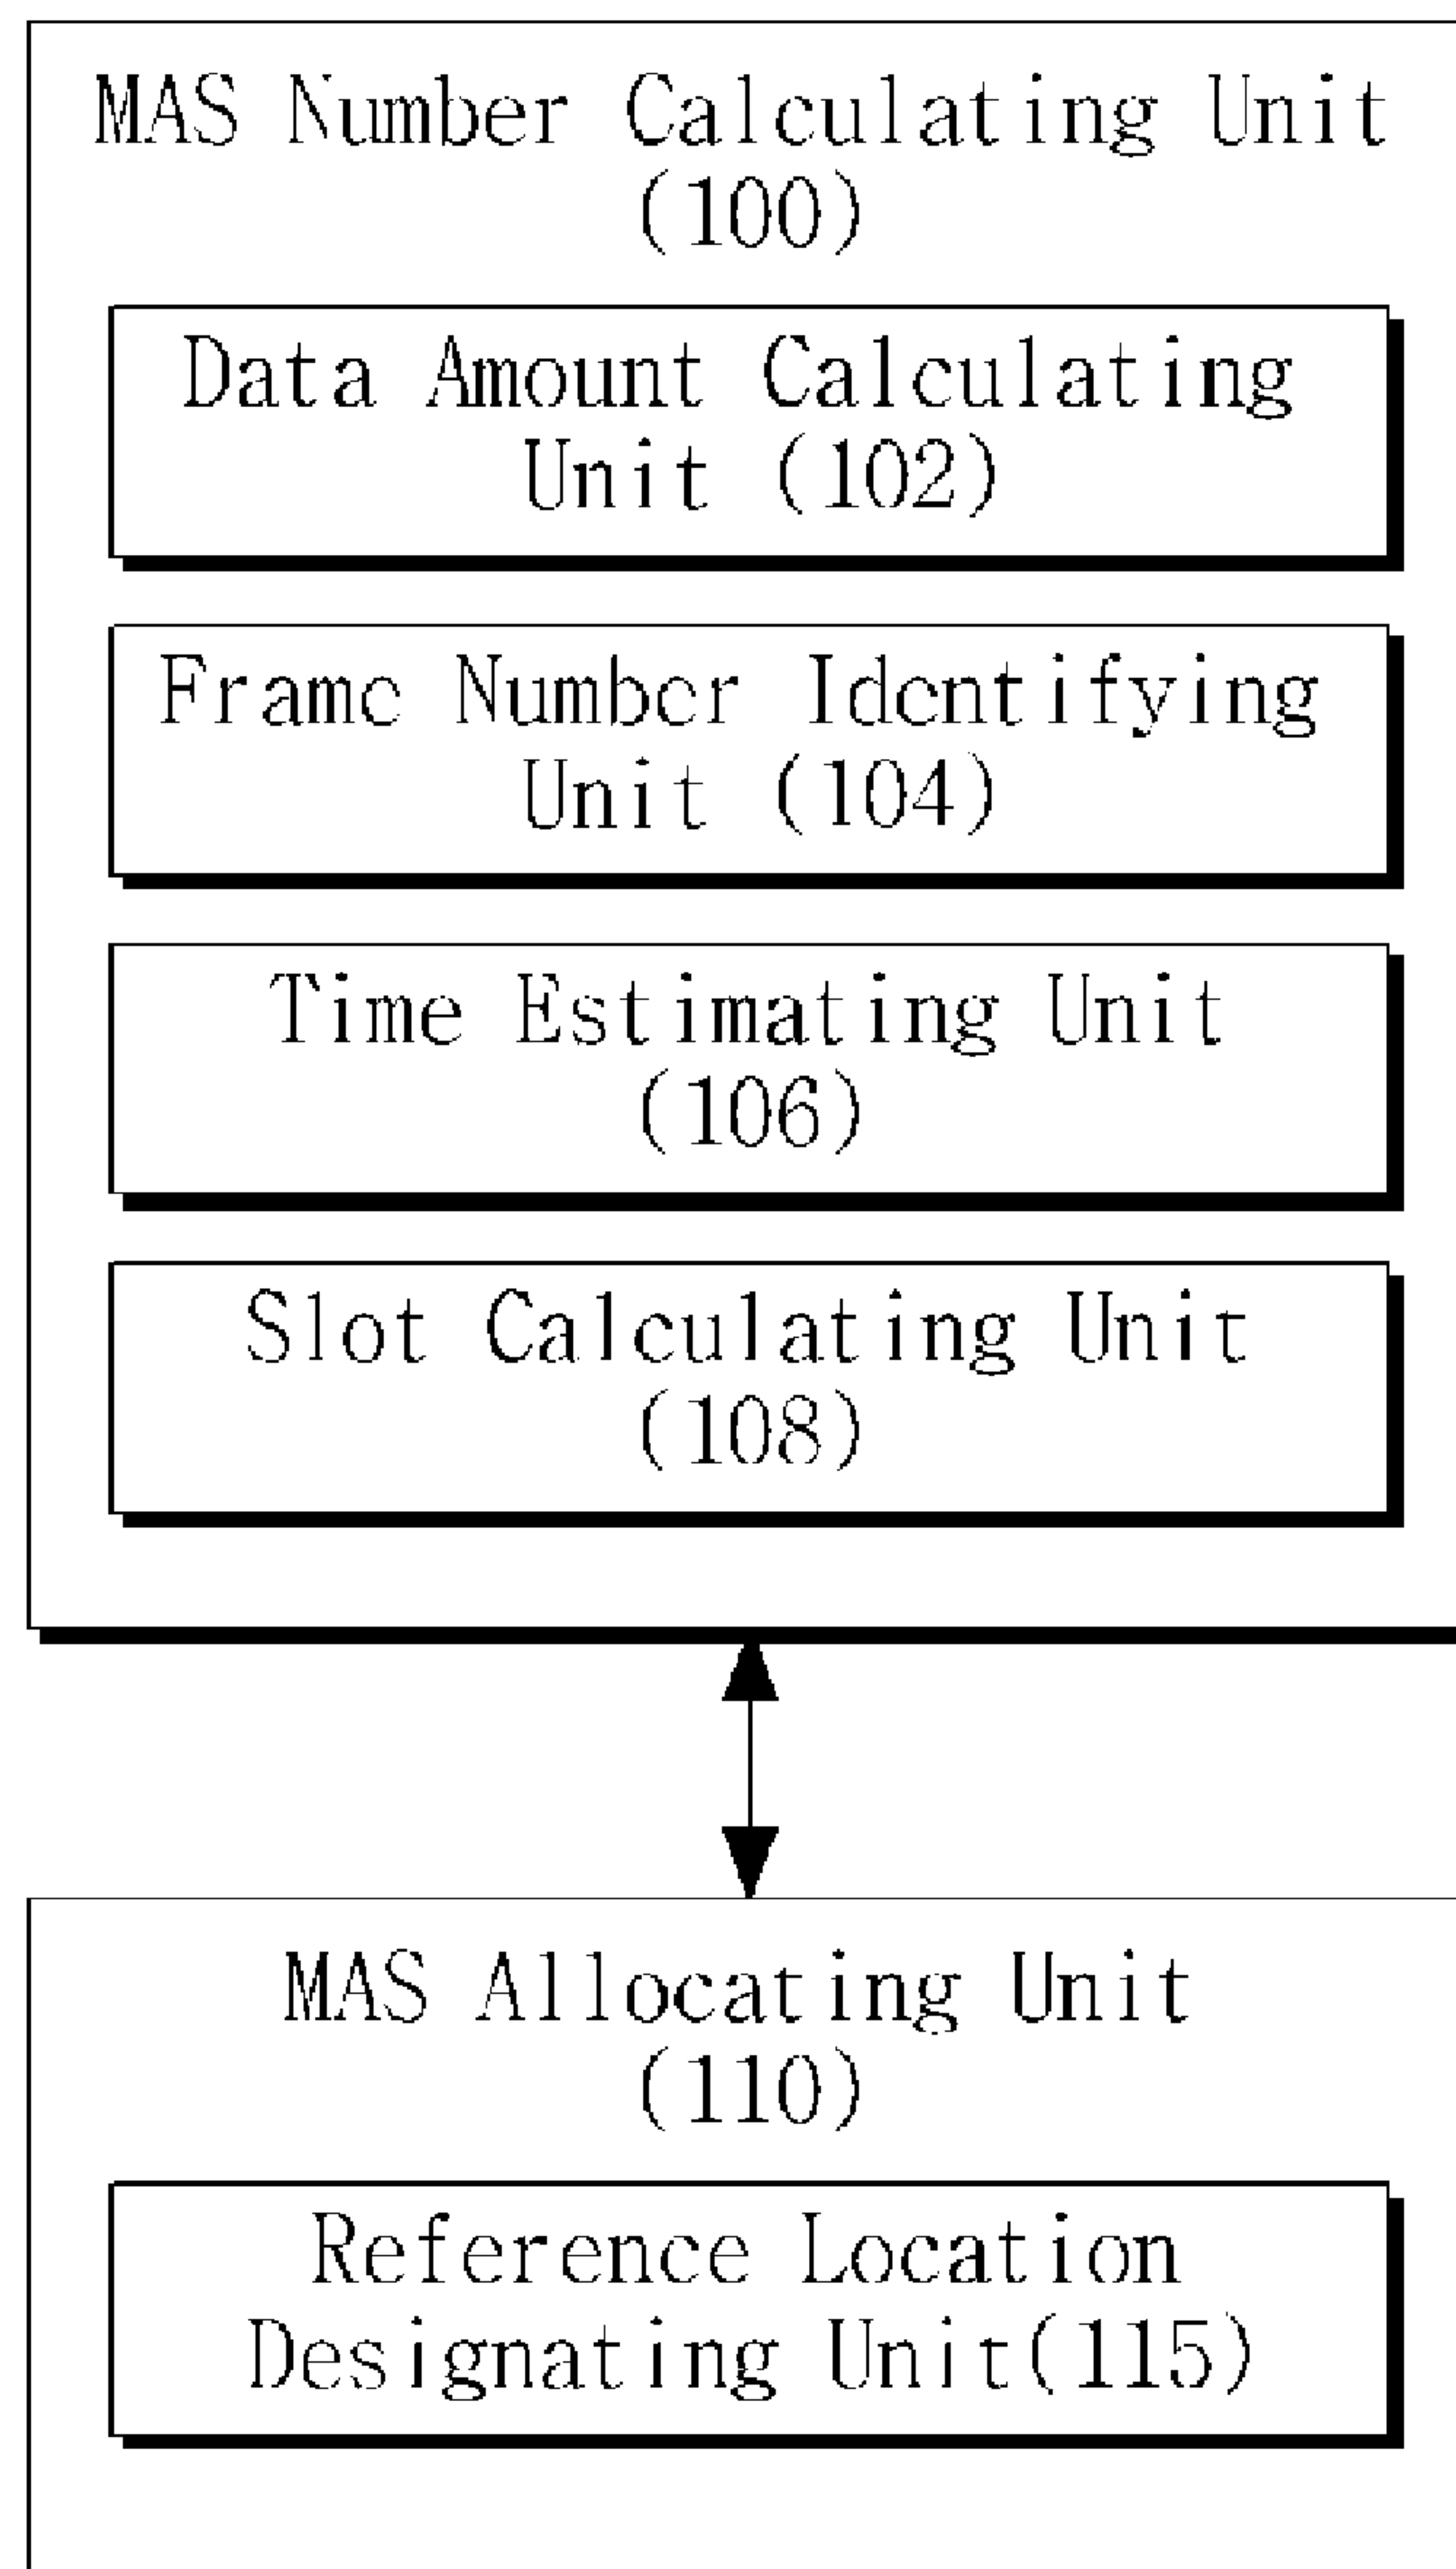 MAS Number Calculating Unit
(100)
Data Amount Calculating
Unit (102)
Frame Number Identifying
Unit (104)
Time Estimating Unit
(106)
Slot Calculating Unit
(108)
MAS Allocating Unit
(110)
Reference Location
Designating Unit(115)